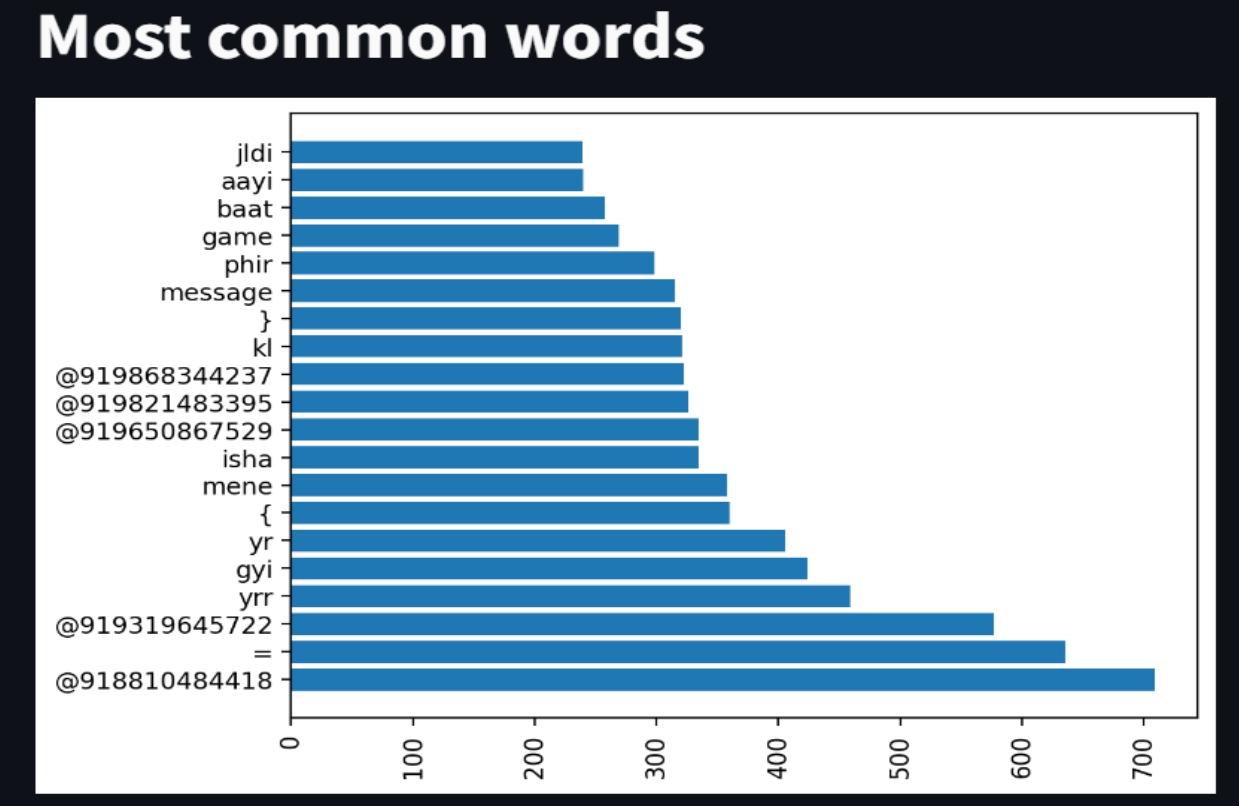 Most common words
jldi
aayi
baat
game
phir
message
}
kl
@919868344237
@919821483395
@919650867529
isha
mene
{
yr
gyi
yrr
@919319645722
=
@918810484418
0 100 200 300 400 500 600 700